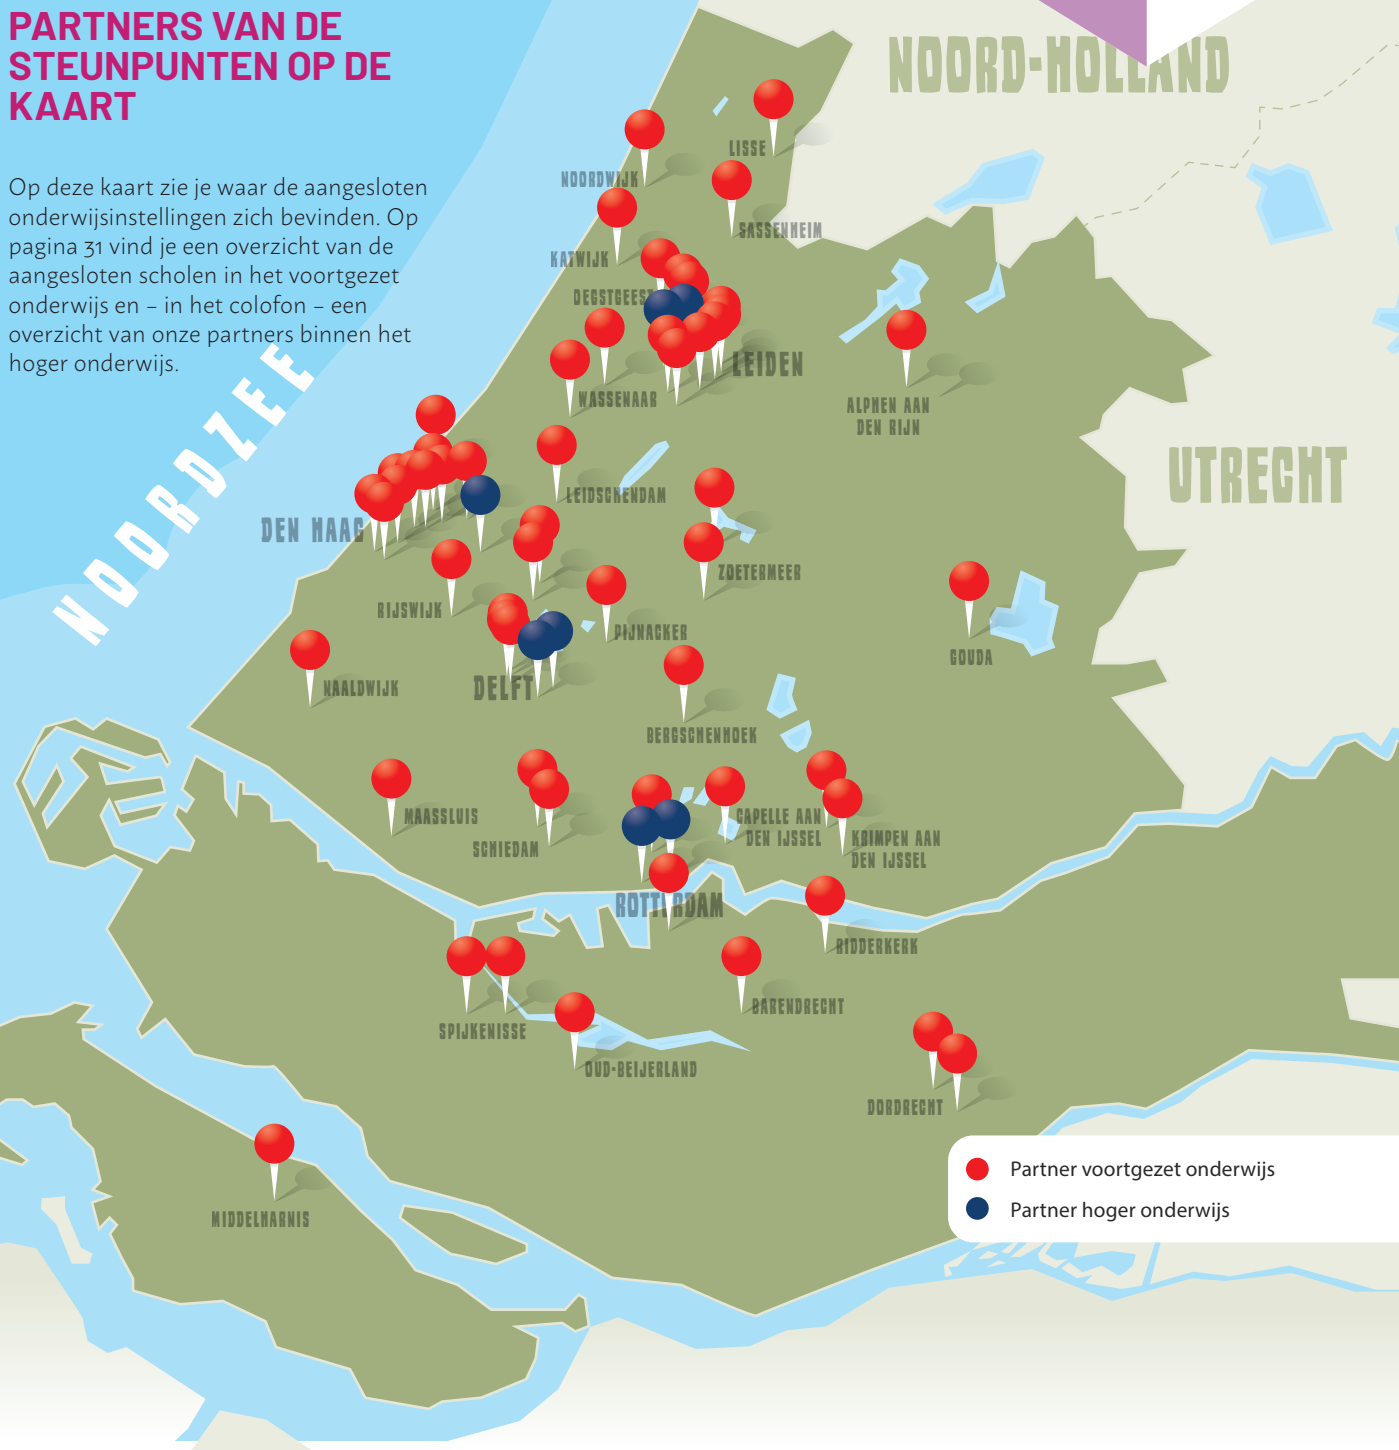 PARTNERS VAN DE
STEUNPUNTEN OP DE
KAART
Op deze kaart zie je waar de aangesloten
onderwijsinstellingen zich bevinden. Op
pagina 31 vind je een overzicht van de
aangesloten scholen in het voortgezet
onderwijs en – in het colofon – een
overzicht van onze partners binnen het
hoger onderwijs.
NOORDZEE
NOORD-HOLLAND
UTRECHT
LISSE
NOORDWIJK
SASSENHEIM
KATWIJK
OEGSTGEEST
LEIDEN
WASSENAAR
ALPHEN AAN
DEN RIJN
LEIDSCHENDAM
DEN HAAG
ZOETERMEER
RIJSWIJK
PIJNACKER
GOUDA
NAALDWIJK
DELFT
BERGSCHENHOEK
MAASSLUIS
SCHIEDAM
CAPELLE AAN
DEN IJSSEL
KRIMPEN AAN
DEN IJSSEL
ROTTERDAM
RIDDERKERK
SPIJKENISSE
BARENDRECHT
OUD-BEIJERLAND
DORDRECHT
MIDDELHARNIS
Partner voortgezet onderwijs
Partner hoger onderwijs